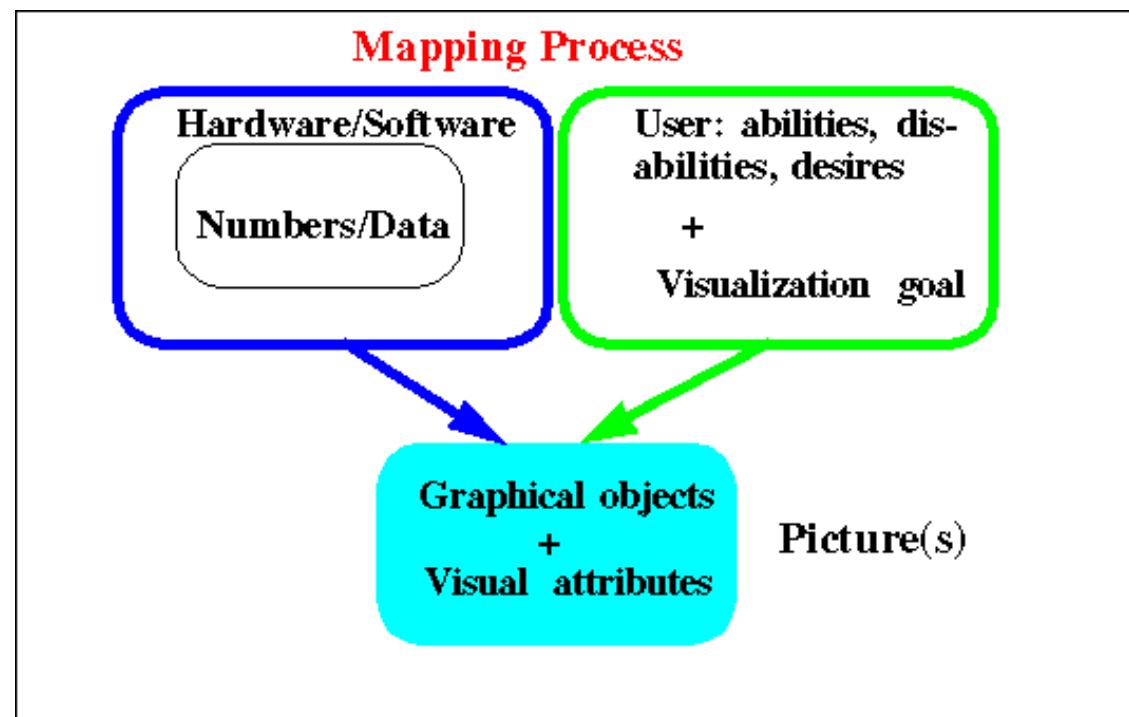 Mapping Process
Hardware/Software
Numbers/Data
User: abilities, dis-
abilities, desires
+
Visualization goal
Graphical objects
+
Visual attributes
Picture(s)